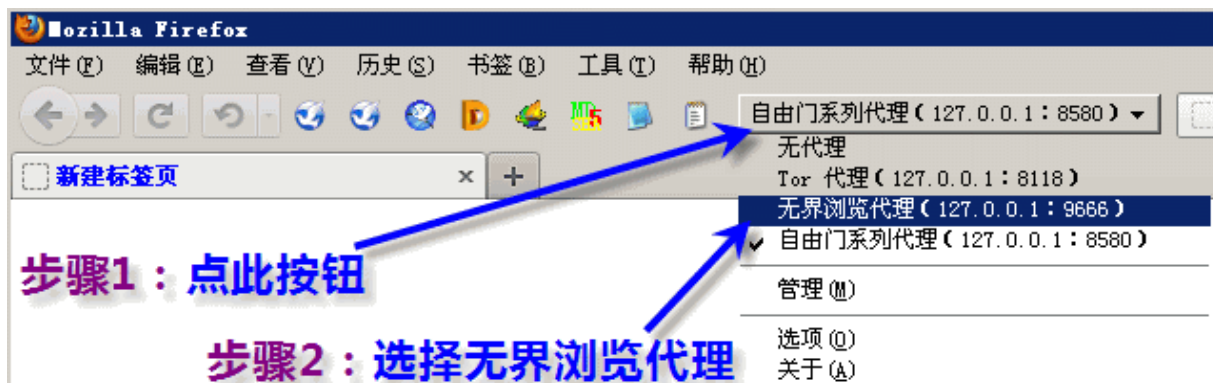 Mozilla Firefox
文件(F) 编辑(E) 查看(V) 历史(S) 书签(B) 工具(T) 帮助(H)
自由门系列代理(127.0.0.1:8580)
新建标签页
无代理
Tor 代理(127.0.0.1:8118)
无界浏览代理(127.0.0.1:9666)
自由门系列代理(127.0.0.1:8580)
步骤1：点此按钮
管理(M)
步骤2：选择无界浏览代理
选项(O)
关于(A)